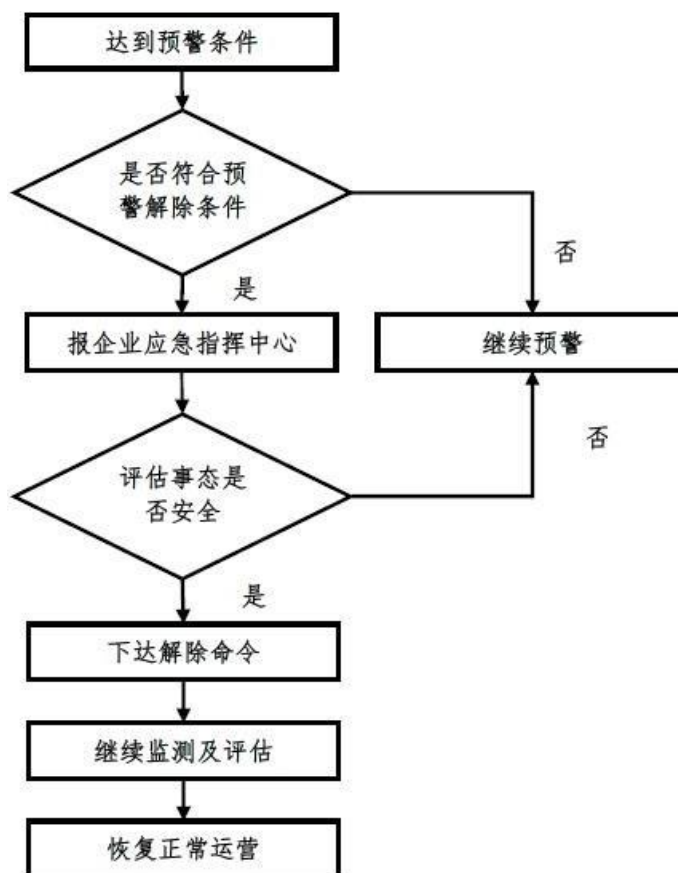 达到预警条件
是否符合预
警解除条件
否
是
报企业应急指挥中心
继续预警
否
评估事态是
否安全
是
下达解除命令
继续监测及评估
恢复正常运营